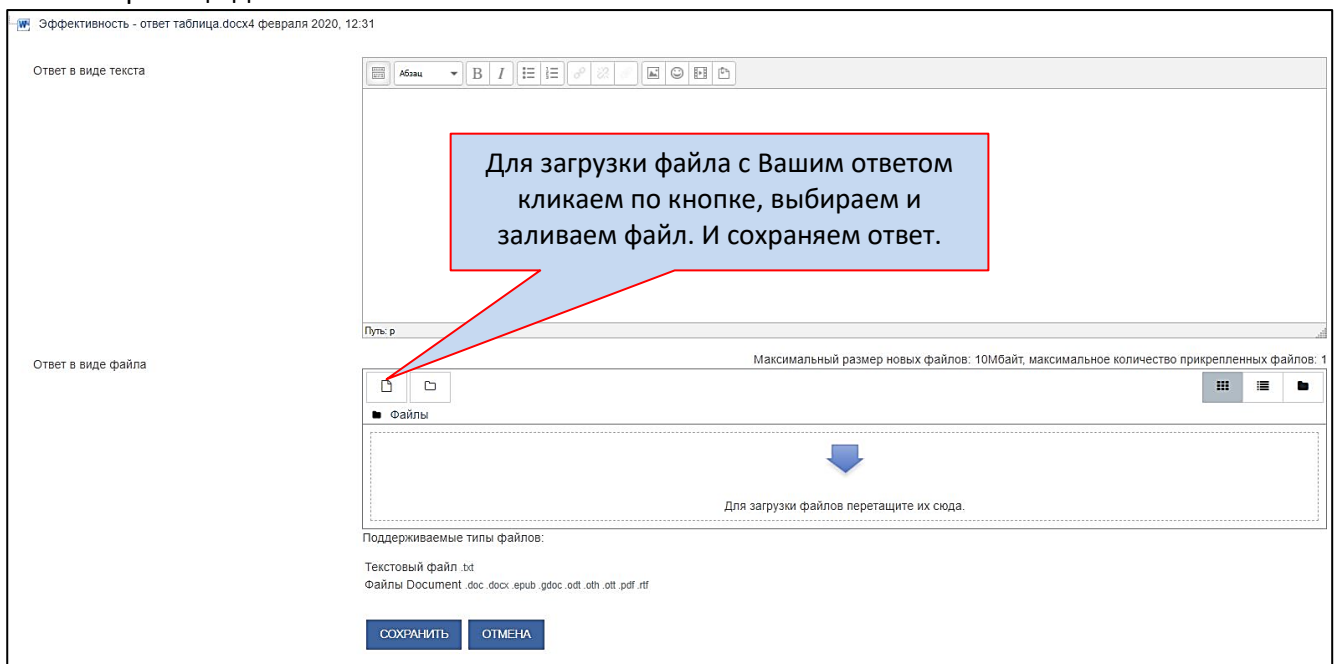 Эффективность - ответ таблица.docx4 февраля 2020, 12:31
Ответ в виде текста
Абзац B I
Для загрузки файла с Вашим ответом
кликаем по кнопке, выбираем и
заливаем файл. И сохраняем ответ.
Путь: p
Ответ в виде файла
Максимальный размер новых файлов: 10Мбайт, максимальное количество прикрепленных файлов: 1
Файлы
Для загрузки файлов перетащите их сюда.
Поддерживаемые типы файлов:
Текстовый файл .txt
Файлы Document .doc .docx .epub .gdoc .odt .oth .ott .pdf .rtf
СОХРАНИТЬ ОТМЕНА